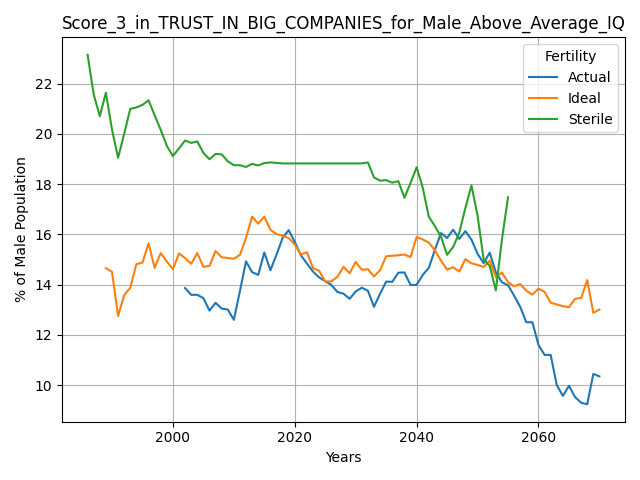 Score_3_in_TRUST_IN_BIG_COMPANIES_for_Male_Above_Average_IQ
Fertility
Actual
Ideal
Sterile
% of Male Population
22
20
18
16
14
12
10
2000
2020
2040
2060
Years